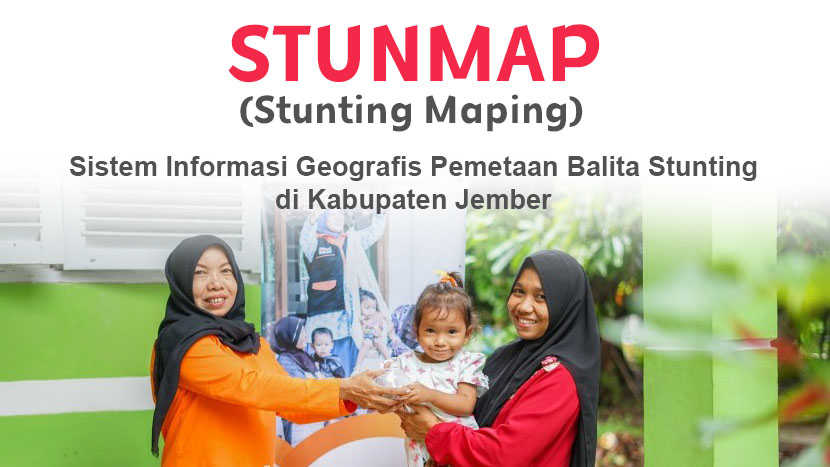 STUNMAP
(Stunting Maping)
Sistem Informasi Geografis Pemetaan Balita Stunting
di Kabupaten Jember